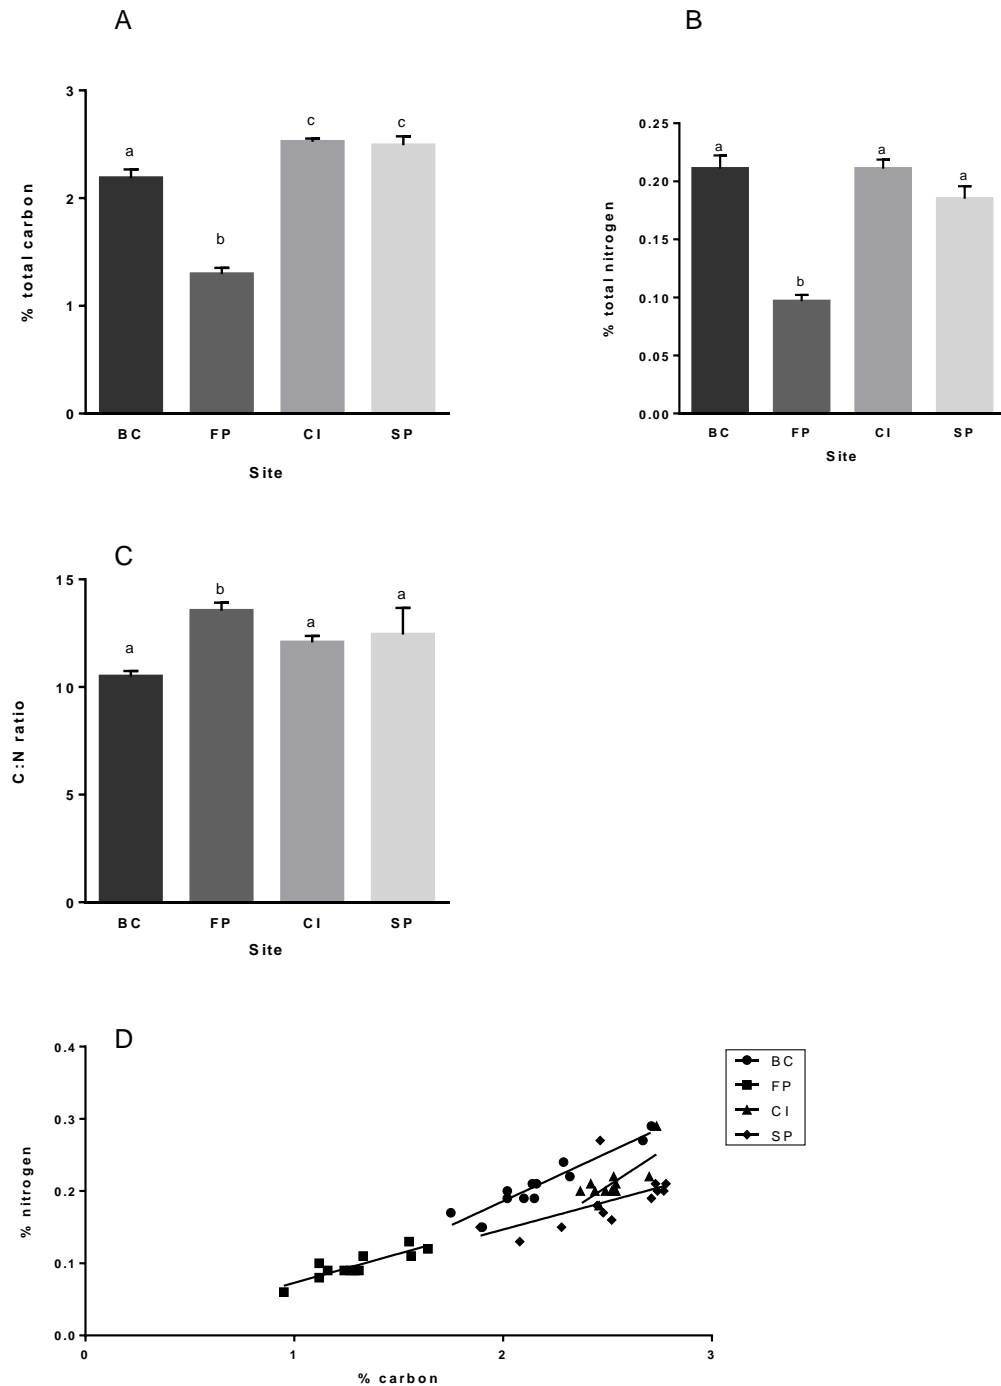 A
B
3
2
1
0
% total carbon
a
b
c
c
BC FP CI SP
Site
0.25
0.20
0.15
0.10
0.05
0.00
% total nitrogen
a
b
a
a
BC FP CI SP
Site
C
15
10
5
0
C:N ratio
a
b
a
a
BC FP CI SP
Site
D
0.4
0.3
0.2
0.1
0.0
% nitrogen
0 1 2 3
% carbon
BC
FP
CI
SP